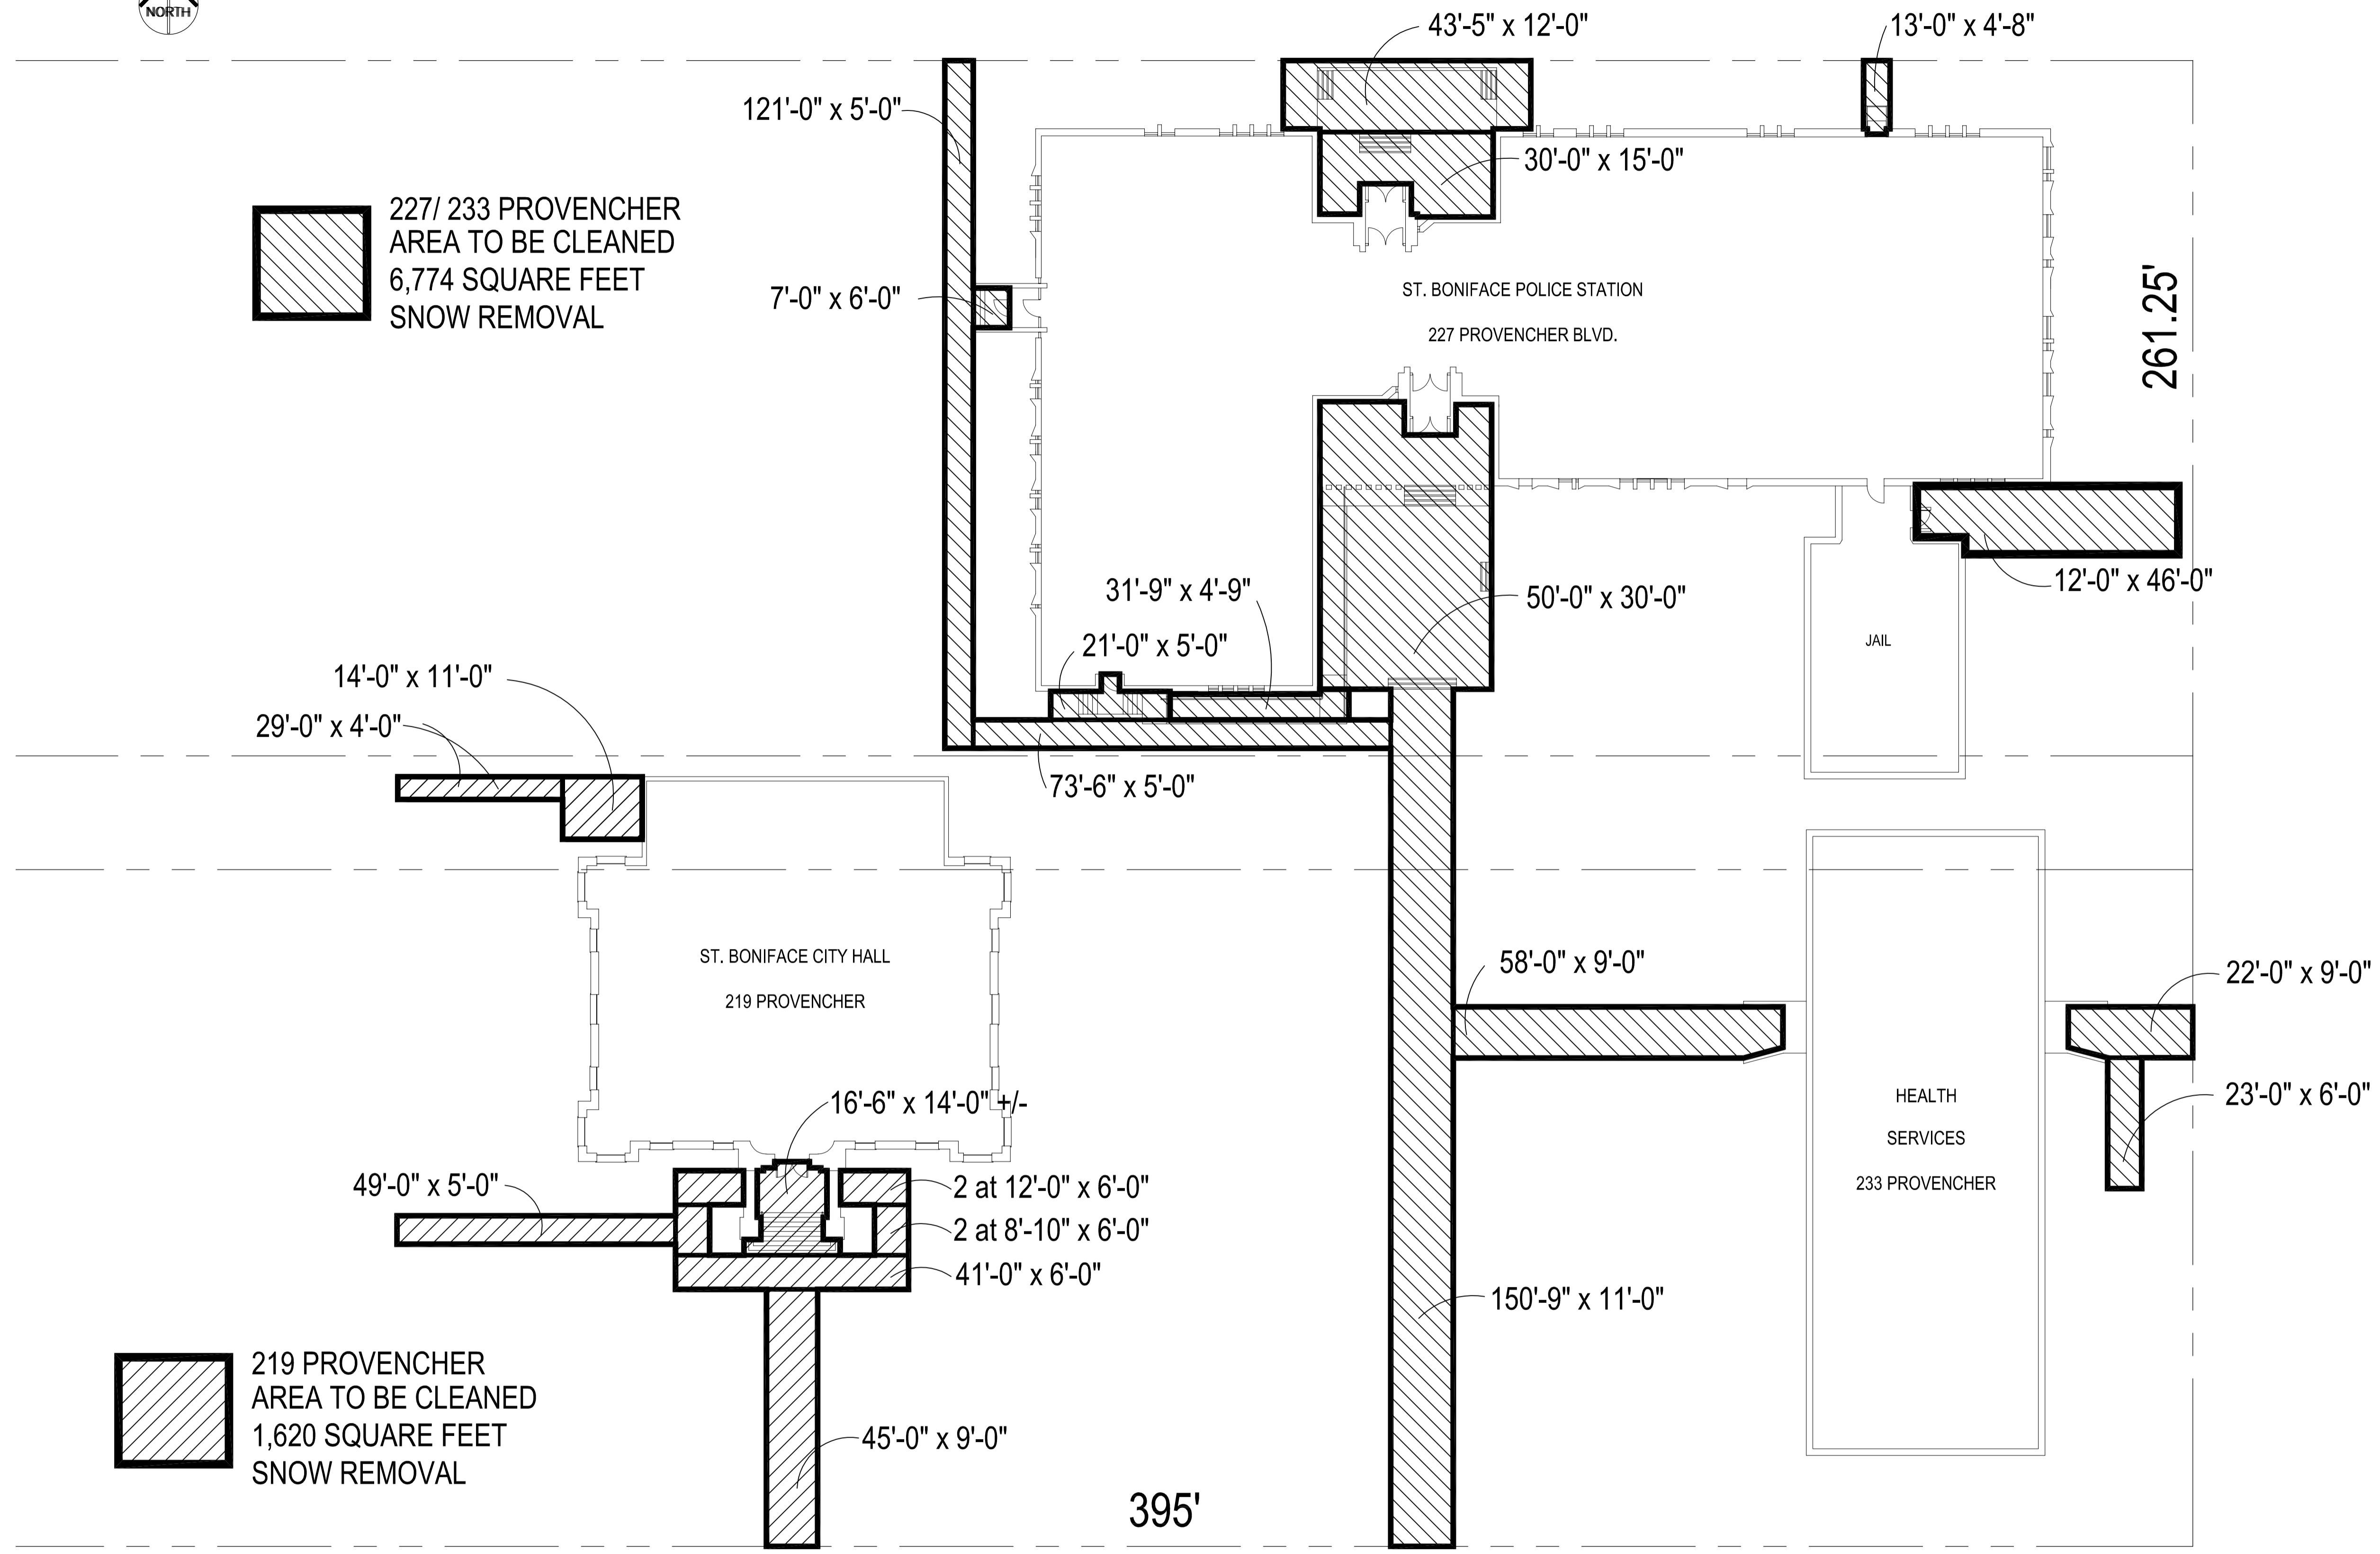 NORTH
43'-5" x 12'-0"
13'-0" x 4'-8"
121'-0" x 5'-0"
30'-0" x 15'-0"
227/ 233 PROVENCHER
AREA TO BE CLEANED
6,774 SQUARE FEET
SNOW REMOVAL
7'-0" x 6'-0"
ST. BONIFACE POLICE STATION
227 PROVENCHER BLVD.
261.25'
12'-0" x 46'-0"
31'-9" x 4'-9"
50'-0" x 30'-0"
21'-0" x 5'-0"
JAIL
14'-0" x 11'-0"
29'-0" x 4'-0"
73'-6" x 5'-0"
ST. BONIFACE CITY HALL
219 PROVENCHER
58'-0" x 9'-0"
22'-0" x 9'-0"
23'-0" x 6'-0"
HEALTH
SERVICES
233 PROVENCHER
16'-6" x 14'-0" +/-
49'-0" x 5'-0"
2 at 12'-0" x 6'-0"
2 at 8'-10" x 6'-0"
41'-0" x 6'-0"
150'-9" x 11'-0"
219 PROVENCHER
AREA TO BE CLEANED
1,620 SQUARE FEET
SNOW REMOVAL
45'-0" x 9'-0"
395'